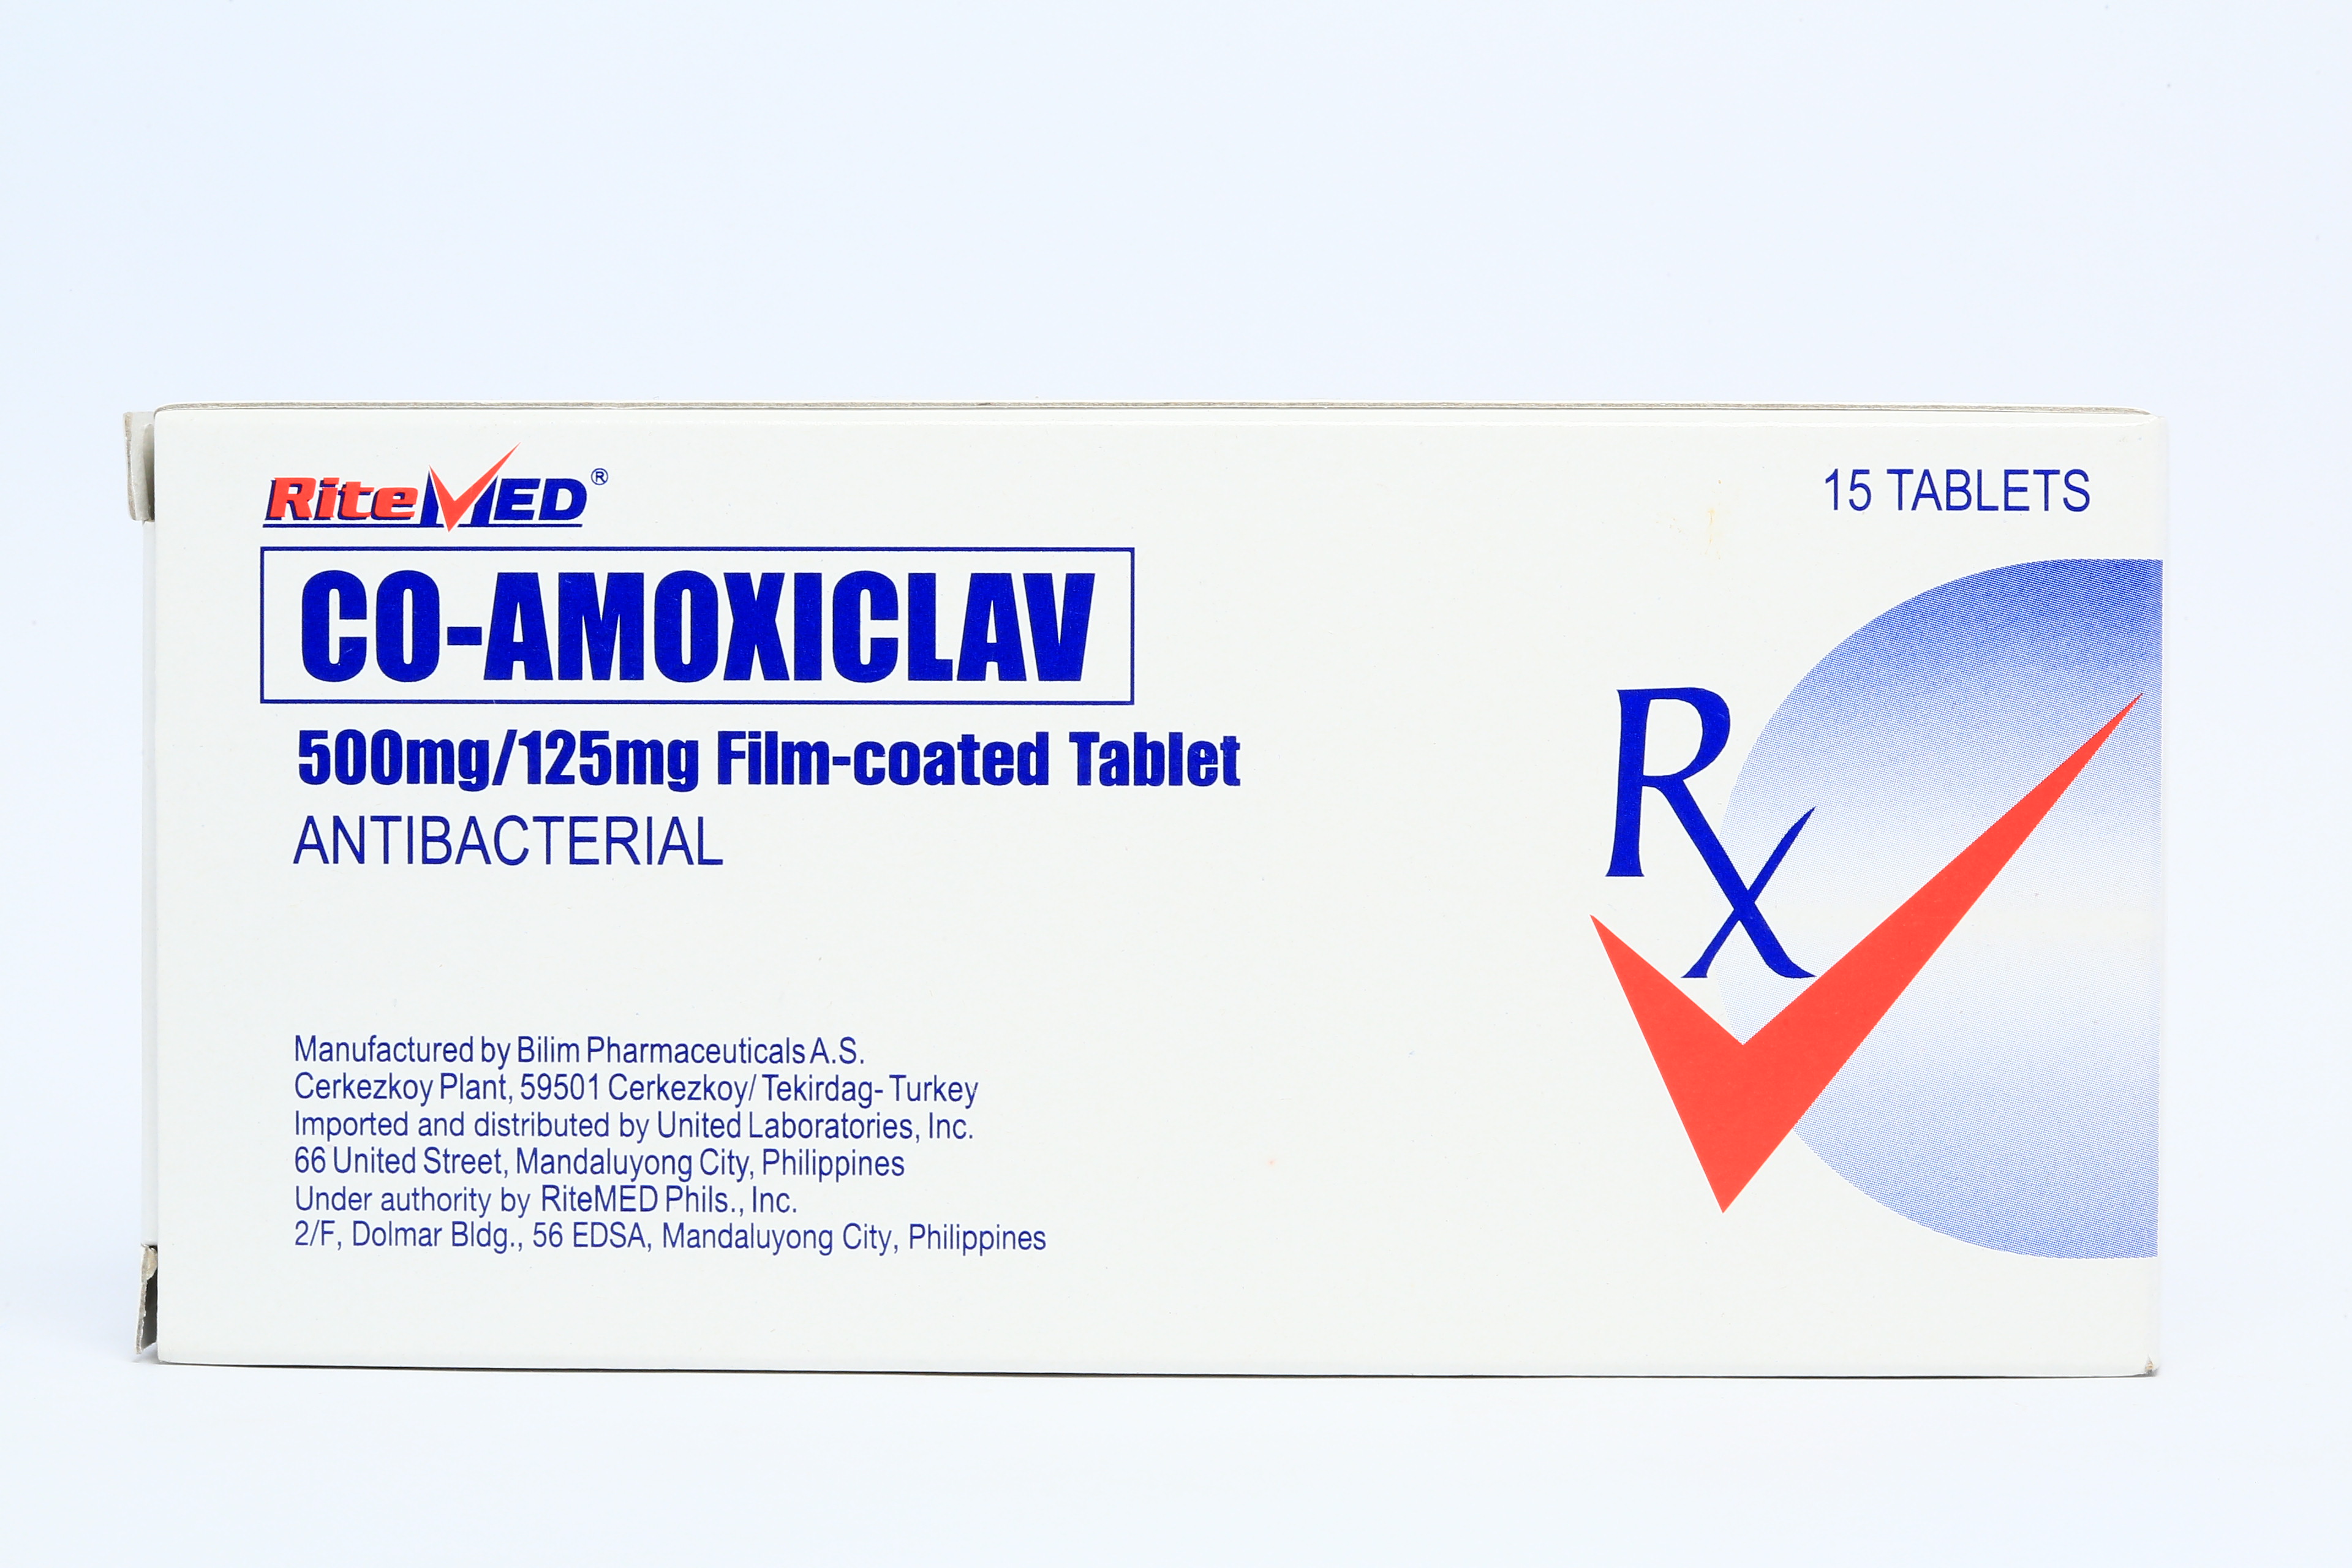 RiteMED®
15 TABLETS
CO-AMOXICLAV
500mg/125mg Film-coated Tablet
ANTIBACTERIAL
Rx
Manufactured by Bilim Pharmaceuticals A.S.
Cerkezkoy Plant, 59501 Cerkezkoy/ Tekirdag- Turkey
Imported and distributed by United Laboratories, Inc.
66 United Street, Mandaluyong City, Philippines
Under authority by RiteMED Phils., Inc.
2/F, Dolmar Bldg., 56 EDSA, Mandaluyong City, Philippines